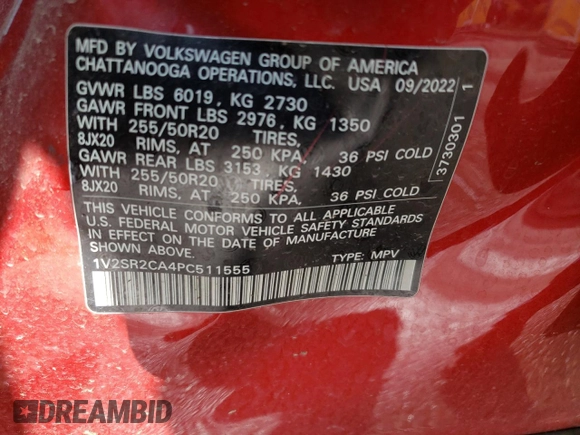 MFD BY VOLKSWAGEN GROUP OF AMERICA
CHATTANOOGA OPERATIONS, LLC. USA 09/2022
GVWR LBS 6019, KG 2730
GAWR FRONT LBS 2976, KG 1350
WITH 255/50R20 TIRES,
8JX20 RIMS, AT 250 KPA, 36 PSI COLD
GAWR REAR LBS 3153, KG 1430
WITH 255/50R20 TIRES,
8JX20 RIMS, AT 250 KPA, 36 PSI COLD
THIS VEHICLE CONFORMS TO ALL APPLICABLE
U.S. FEDERAL MOTOR VEHICLE SAFETY STANDARDS
IN EFFECT ON THE DATE OF MANUFACTURE
SHOWN ABOVE.
1V2SR2CA4PC511555 TYPE: MPV
3730301 1
DREAMBID